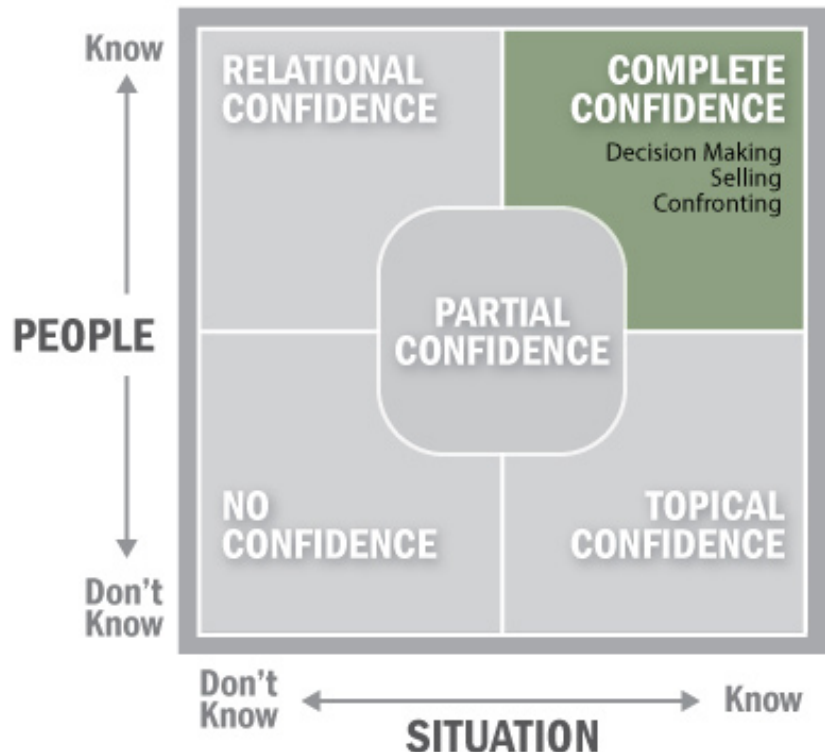 Know
RELATIONAL
CONFIDENCE
COMPLETE
CONFIDENCE
Decision Making
Selling
Confronting
PEOPLE
PARTIAL
CONFIDENCE
NO
CONFIDENCE
TOPICAL
CONFIDENCE
Don't
Know
Don't
Know
Know
SITUATION